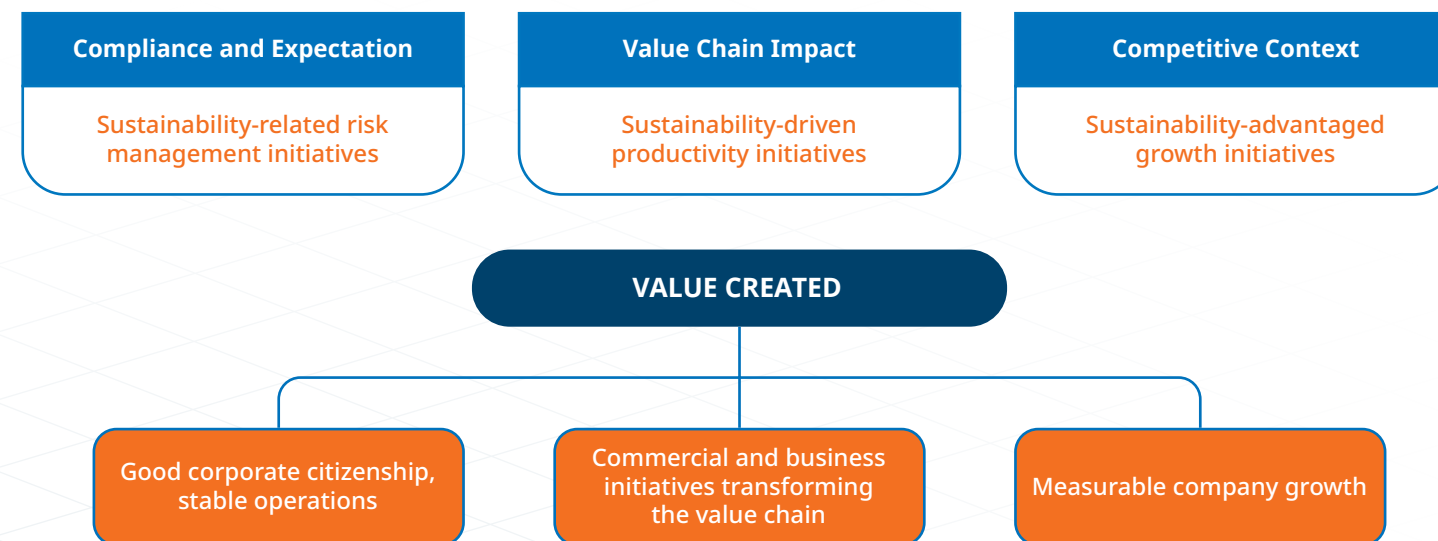 Compliance and Expectation
Sustainability-related risk
management initiatives
Value Chain Impact
Sustainability-driven
productivity initiatives
Competitive Context
Sustainability-advantaged
growth initiatives
VALUE CREATED
Good corporate citizenship,
stable operations
Commercial and business
initiatives transforming
the value chain
Measurable company growth